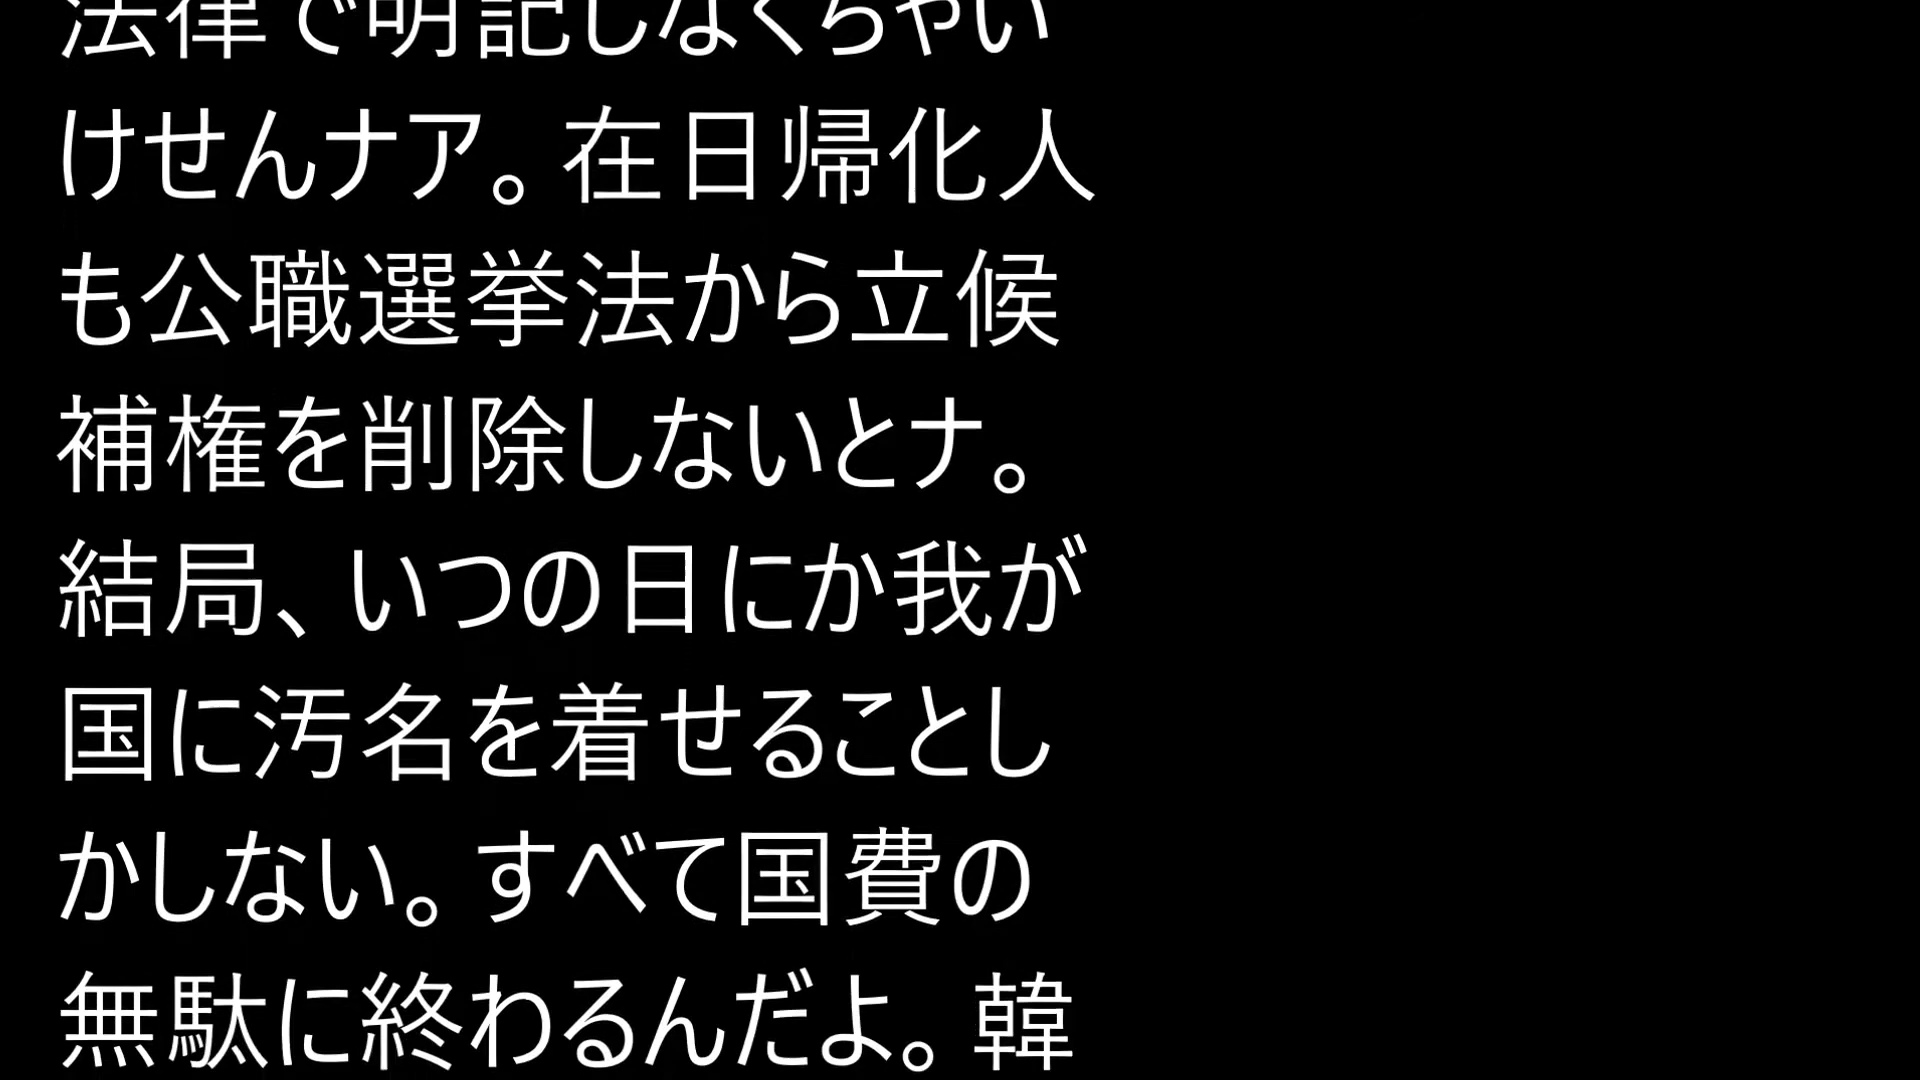 法律で明記しなくちゃい
けせんナア。在日帰化人
も公職選挙法から立候
補権を削除しないとナ。
結局、いつの日にか我が
国に汚名を着せることし
かしない。すべて国費の
無駄に終わるんだよ。韓